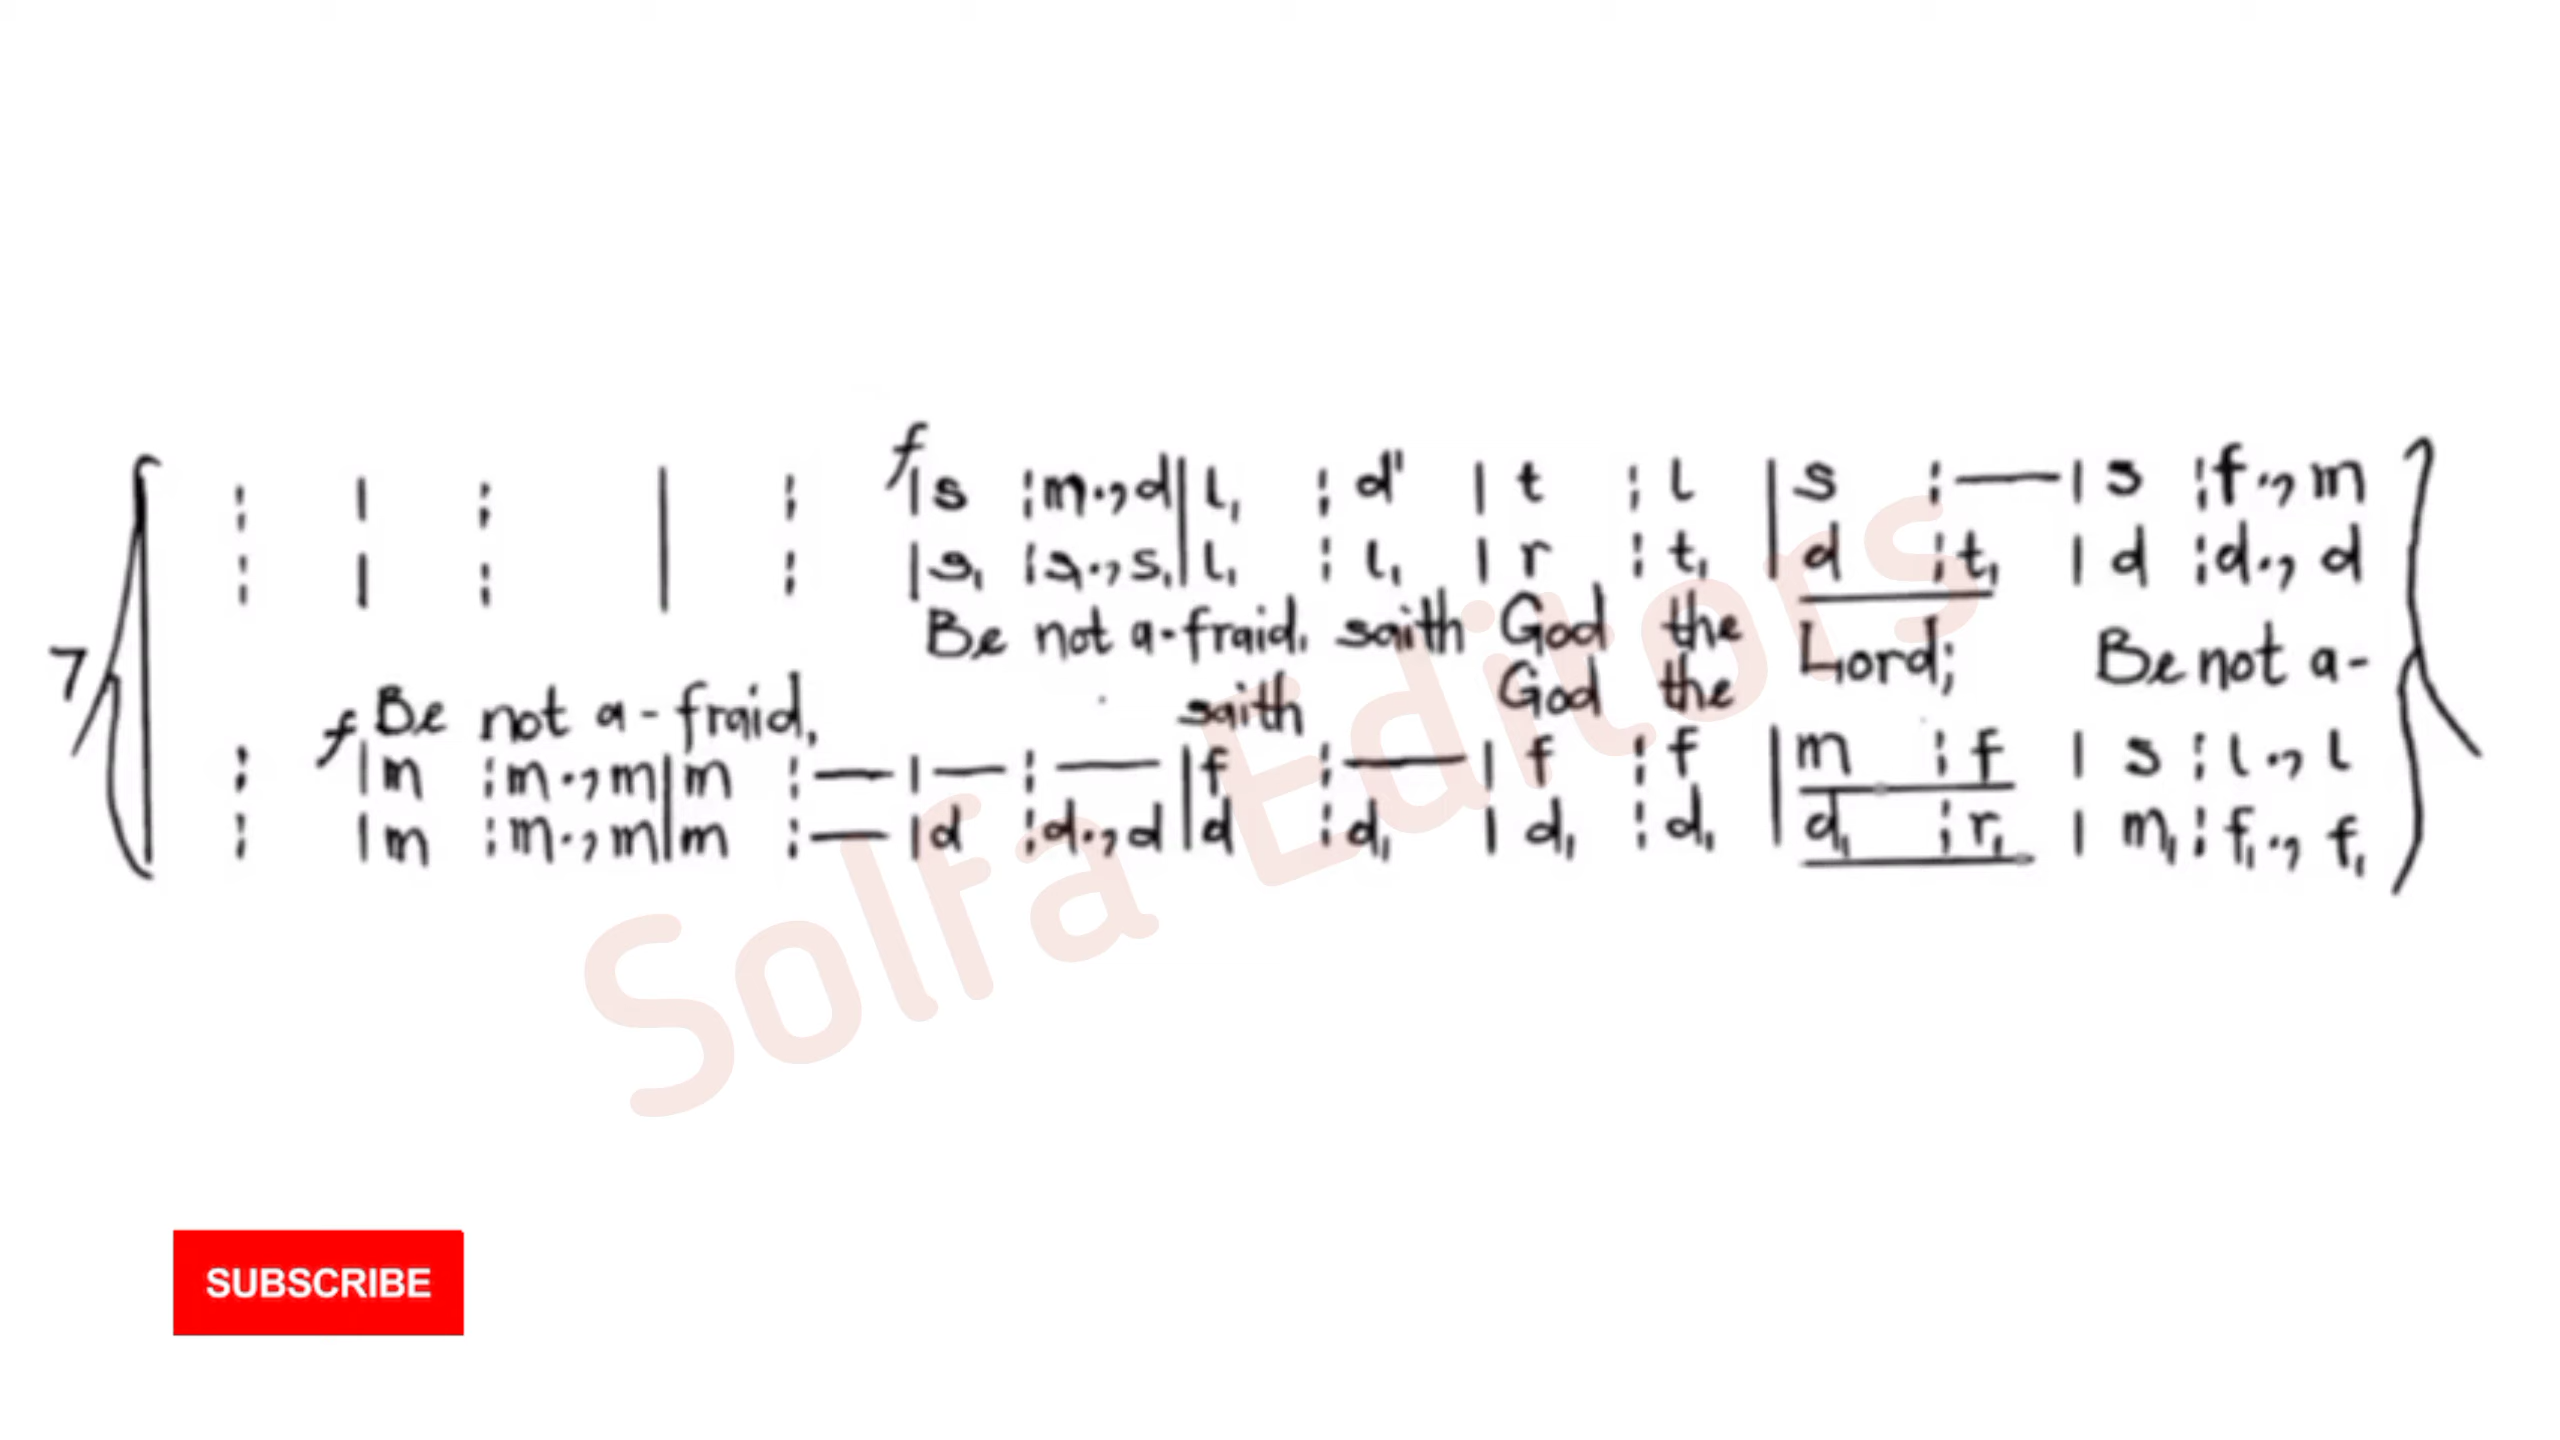 f
: | : | : |s :m.,d|l, :d' |t :l |s :— |s :f.,m
: | : | : |s, :s,.,s,|l, :l, |r :t, |d :t, |d :d.,d
Be not a-fraid, saith God the Lord; Be not a-
7
f Be not a-fraid, saith God the
: |m :m.,m|m :— |— :— |f :— |f :f |m :f |s :l.,l
: |m :m.,m|m :— |d :d.,d|d :d, |d, :d, |d, :r, |m, :f,.,f,
Solfa Editors
SUBSCRIBE